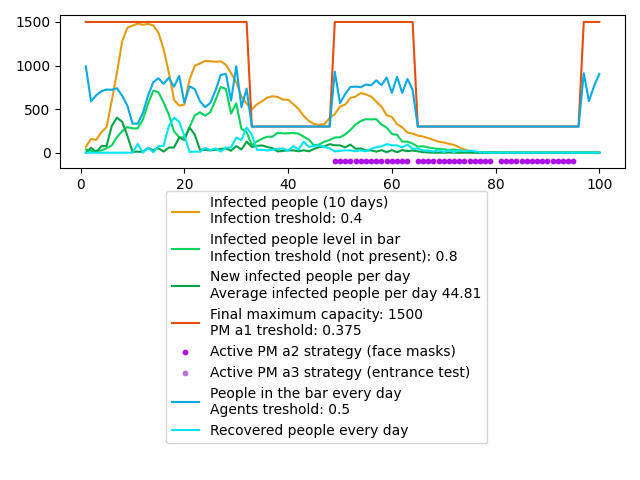 1500
1000
500
0
0
20
40
60
80
100
Infected people (10 days)
Infection treshold: 0.4
Infected people level in bar
Infection treshold (not present): 0.8
New infected people per day
Average infected people per day 44.81
Final maximum capacity: 1500
PM a1 treshold: 0.375
Active PM a2 strategy (face masks)
Active PM a3 strategy (entrance test)
People in the bar every day
Agents treshold: 0.5
Recovered people every day